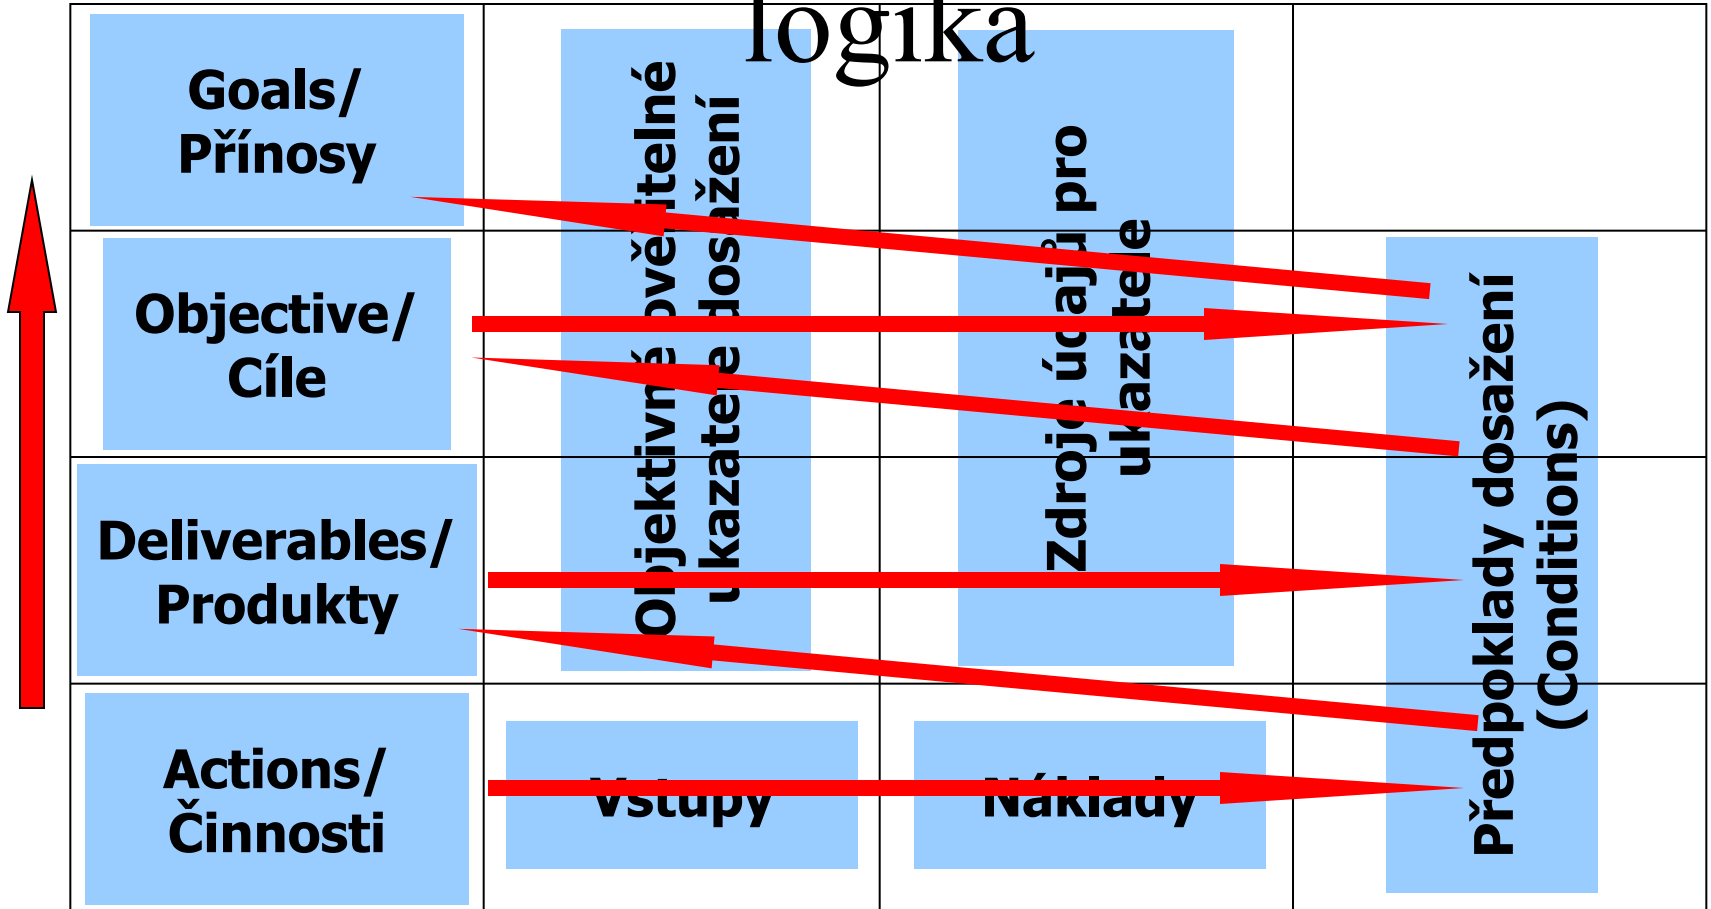 logika
Goals/
Přínosy
Objektivně ověřitelné
ukazatele dosažení
Zdroje údajů pro
ukazatele
Objective/
Cíle
Předpoklady dosažení
(Conditions)
Deliverables/
Produkty
Actions/
Činnosti
Vstupy
Náklady